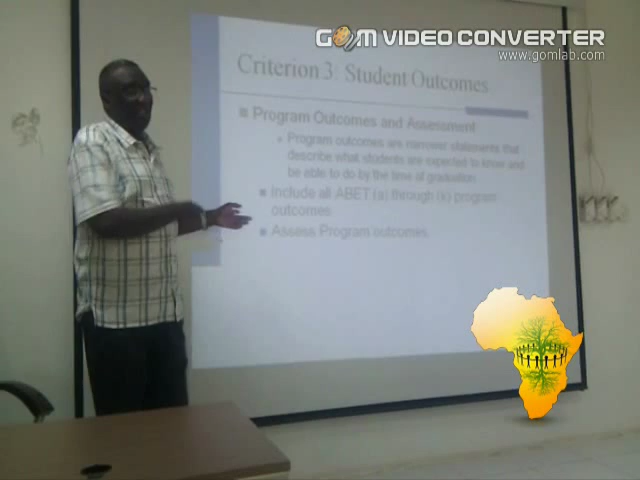 GOM VIDEO CONVERTER
www.gomlab.com
Criterion 3: Student Outcomes
Program Outcomes and Assessment
Program outcomes are narrower statements that
describe what students are expected to know and
be able to do by the time of graduation
Include all ABET (a) through (k) program
outcomes
Assess Program outcomes.